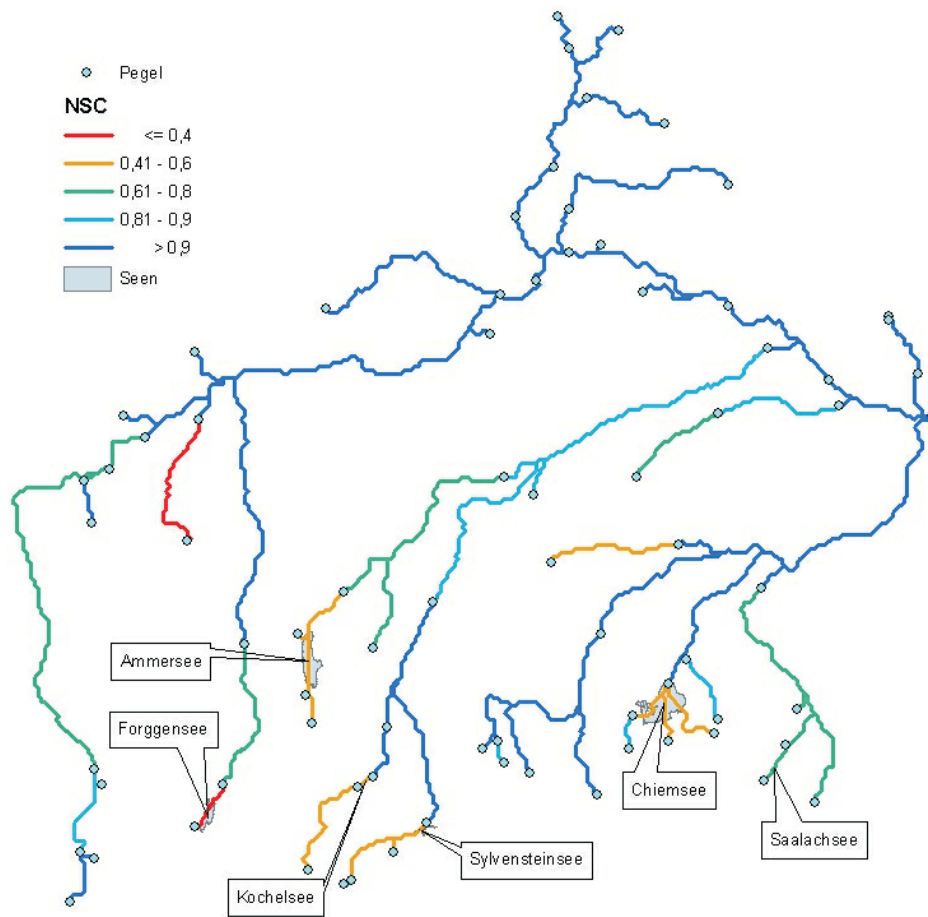 Pegel
NSC
<= 0,4
0,41 - 0,6
0,61 - 0,8
0,81 - 0,9
> 0,9
Seen
Ammersee
Forggensee
Chiemsee
Saalachsee
Sylvensteinsee
Kochelsee